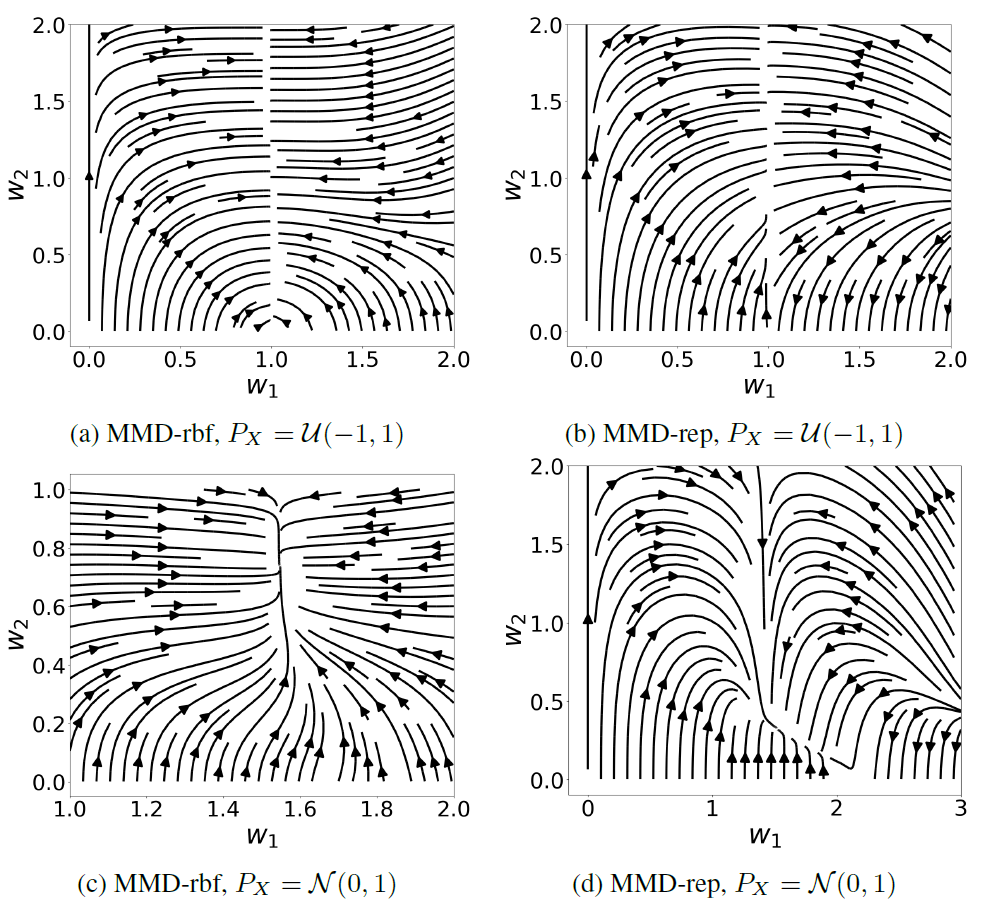 2.0
1.5
1.0
0.5
0.0
w₂
0.0 0.5 1.0 1.5 2.0
w₁
(a) MMD-rbf, P_X = 𝒰(−1, 1)
2.0
1.5
1.0
0.5
0.0
w₂
0.0 0.5 1.0 1.5 2.0
w₁
(b) MMD-rep, P_X = 𝒰(−1, 1)
1.0
0.8
0.6
0.4
0.2
0.0
w₂
1.0 1.2 1.4 1.6 1.8 2.0
w₁
(c) MMD-rbf, P_X = 𝒩(0, 1)
2.0
1.5
1.0
0.5
0.0
w₂
0 1 2 3
w₁
(d) MMD-rep, P_X = 𝒩(0, 1)